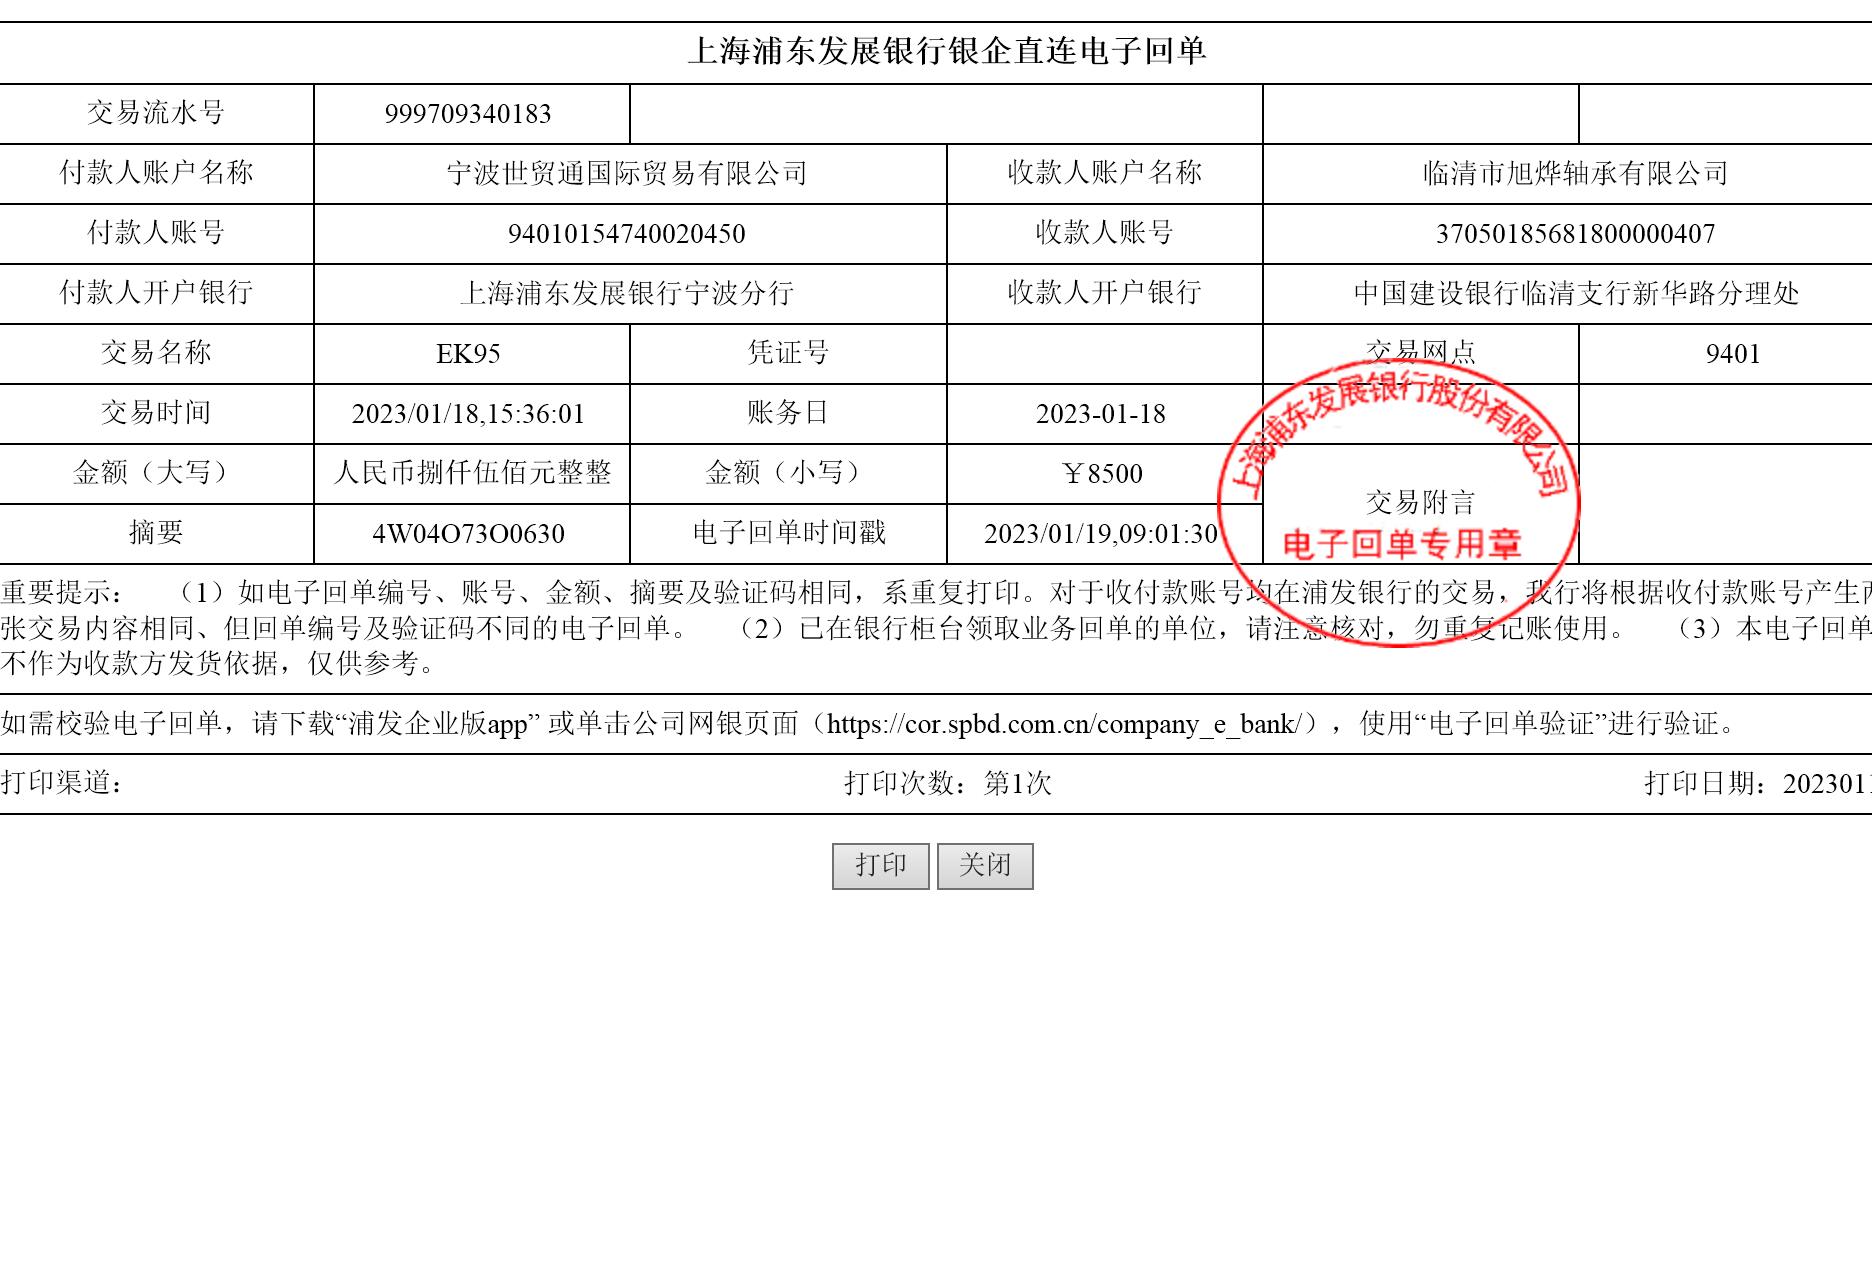 上海浦东发展银行银企直连电子回单
交易流水号 999709340183
付款人账户名称 宁波世贸通国际贸易有限公司 收款人账户名称 临清市旭烨轴承有限公司
付款人账号 94010154740020450 收款人账号 37050185681800000407
付款人开户银行 上海浦东发展银行宁波分行 收款人开户银行 中国建设银行临清支行新华路分理处
交易名称 EK95 凭证号 交易网点 9401
上海浦东发展银行股份有限公司
交易时间 2023/01/18,15:36:01 账务日 2023-01-18
金额（大写） 人民币捌仟伍佰元整整 金额（小写） ￥8500
交易附言
摘要 4W04O73O0630 电子回单时间戳 2023/01/19,09:01:30
电子回单专用章
重要提示： （1）如电子回单编号、账号、金额、摘要及验证码相同，系重复打印。对于收付款账号均在浦发银行的交易，我行将根据收付款账号产生两
张交易内容相同、但回单编号及验证码不同的电子回单。 （2）已在银行柜台领取业务回单的单位，请注意核对，勿重复记账使用。 （3）本电子回单
不作为收款方发货依据，仅供参考。
如需校验电子回单，请下载“浦发企业版app” 或单击公司网银页面（https://cor.spbd.com.cn/company_e_bank/），使用“电子回单验证”进行验证。
打印渠道： 打印次数：第1次 打印日期：202301
打印 关闭